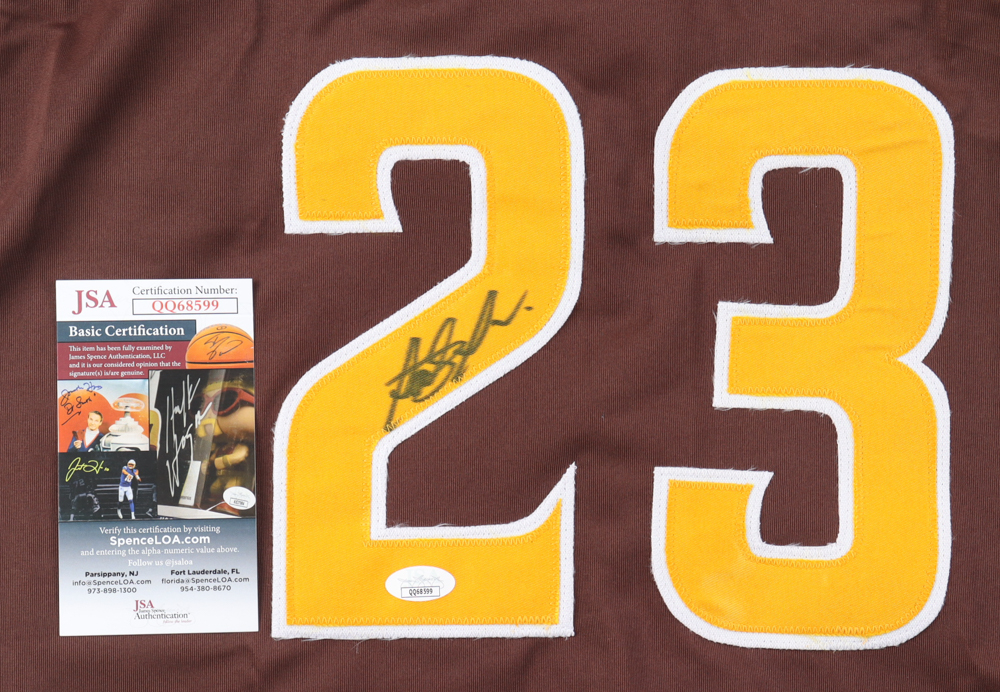 23
JSA
Certification Number:
QQ68599
Basic Certification
This item has been fully examined by
James Spence Authentication, LLC
and it is our considered opinion that the
signature(s) is/are genuine.
Verify this certification by visiting
SpenceLOA.com
and entering the alpha-numeric value above.
Follow us @jsaloa
Parsippany, NJ
info@SpenceLOA.com
973-898-1300
Fort Lauderdale, FL
florida@SpenceLOA.com
954-380-8670
JSA
James Spence
Authentication
QQ68599